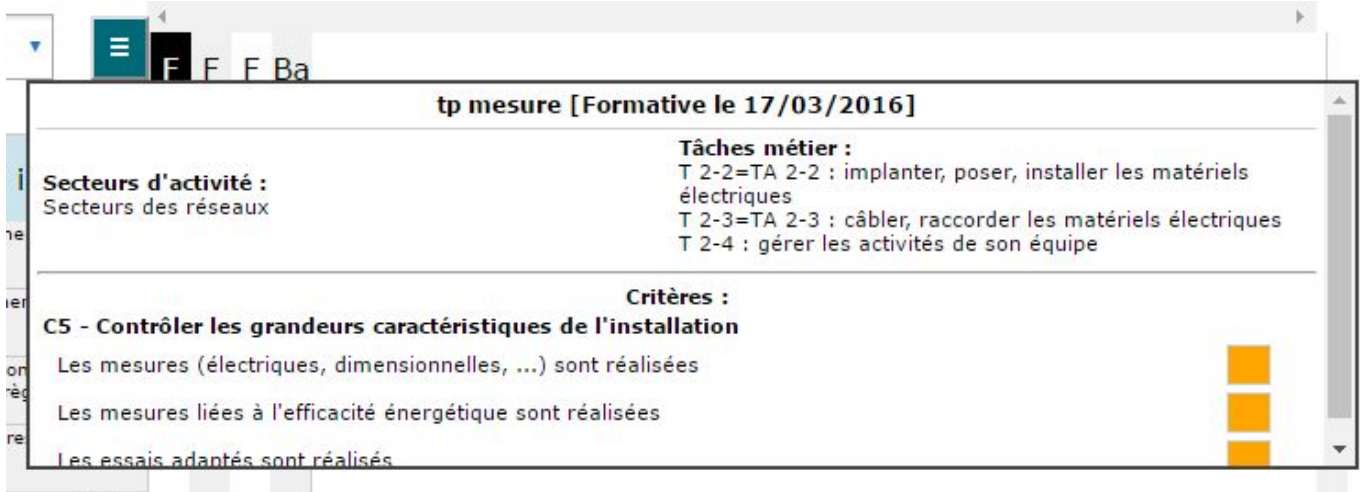 F F F Ba
tp mesure [Formative le 17/03/2016]
Secteurs d'activité :
Secteurs des réseaux
Tâches métier :
T 2-2=TA 2-2 : implanter, poser, installer les matériels
électriques
T 2-3=TA 2-3 : câbler, raccorder les matériels électriques
T 2-4 : gérer les activités de son équipe
Critères :
C5 - Contrôler les grandeurs caractéristiques de l'installation
Les mesures (électriques, dimensionnelles, ...) sont réalisées
Les mesures liées à l'efficacité énergétique sont réalisées
Les essais adaptés sont réalisés